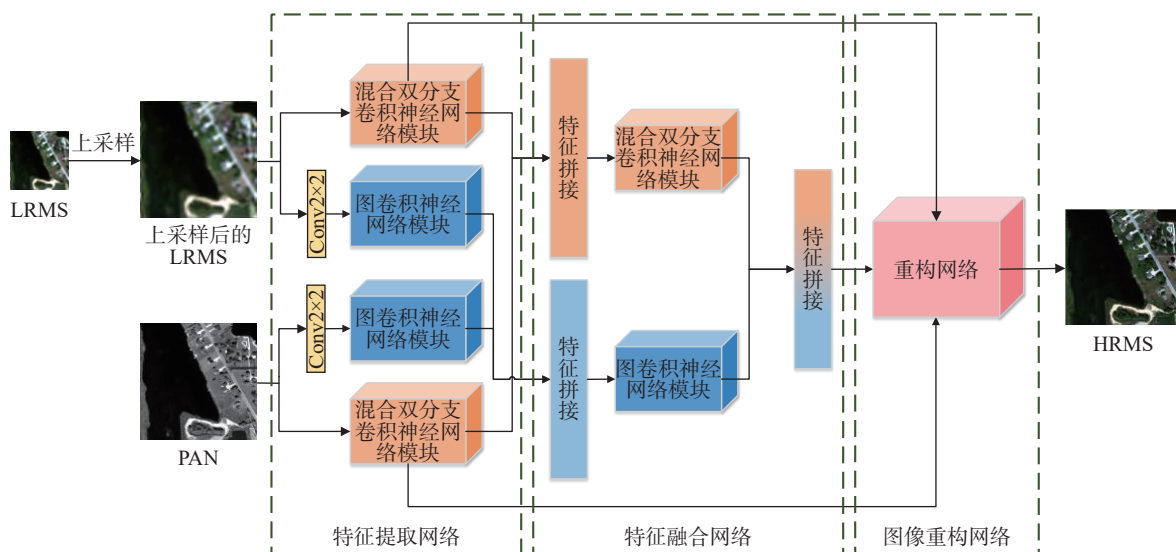 上采样
LRMS
上采样后的
LRMS
PAN
混合双分支
卷积神经网
络模块
Conv2×2
图卷积神经
网络模块
Conv2×2
图卷积神经
网络模块
混合双分支
卷积神经网
络模块
特征提取网络
特征拼接
混合双分支
卷积神经网
络模块
特征拼接
图卷积神经
网络模块
特征拼接
特征融合网络
重构网络
图像重构网络
HRMS